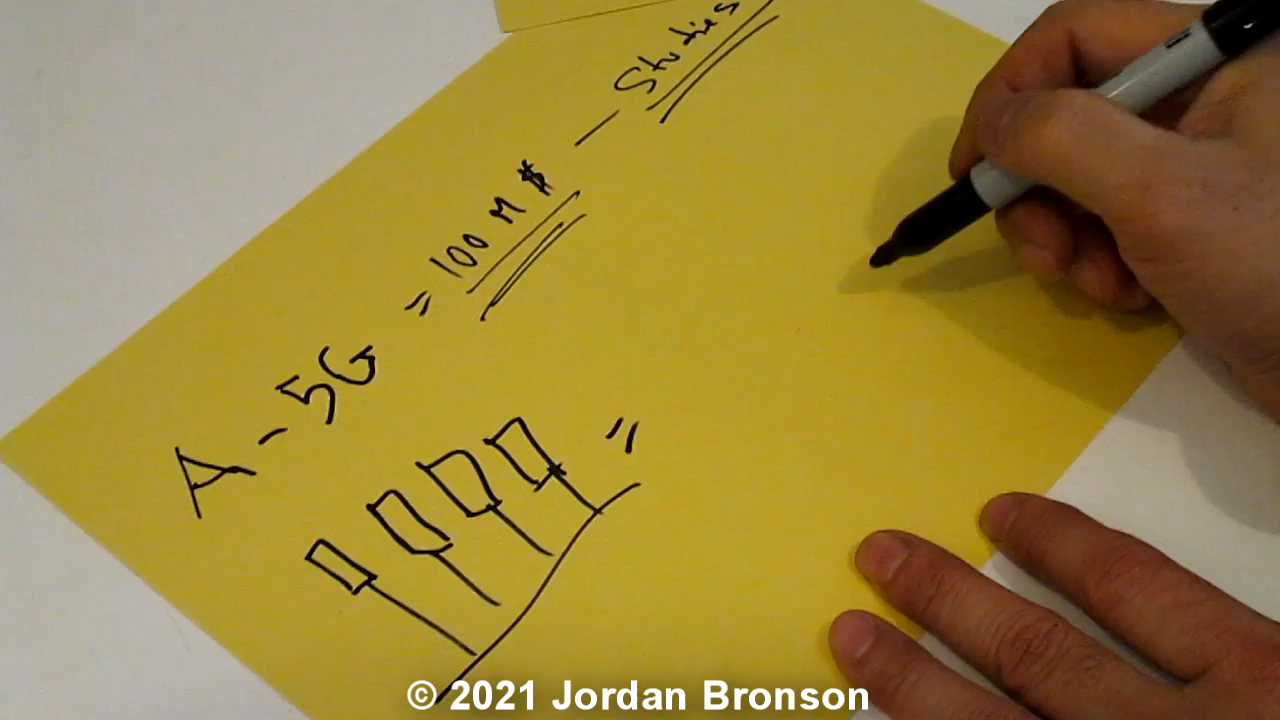 A - 5G = 100 M $ - Studies
=
© 2021 Jordan Bronson